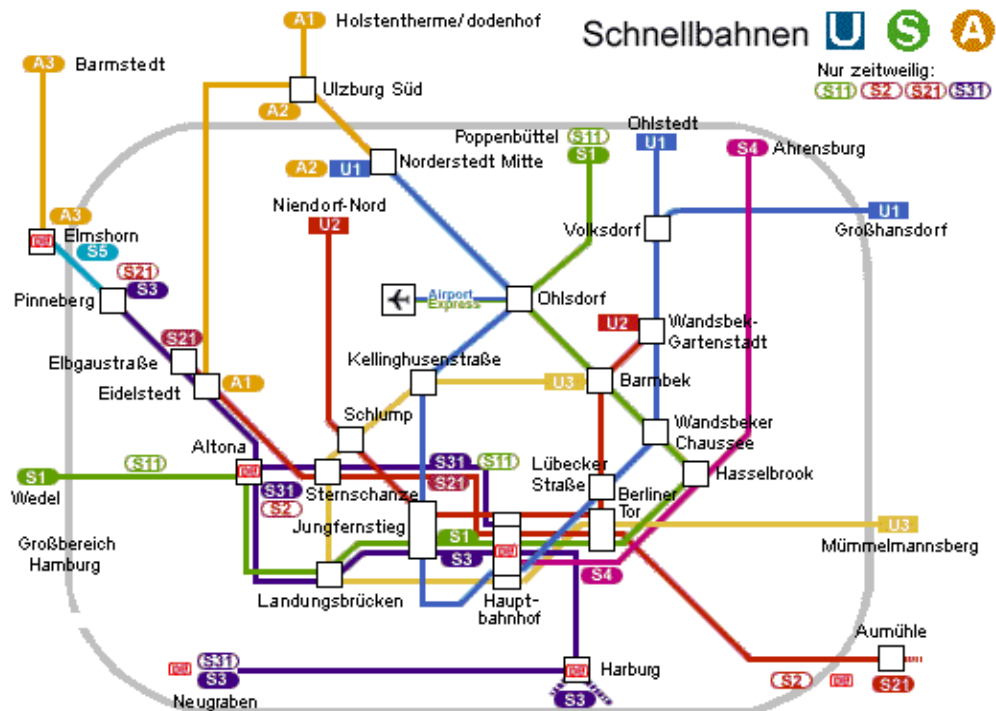 Schnellbahnen U S A
Nur zeitweilig:
S11 S2 S21 S31
A1
Holstentherme/dodenhof
A3 Barmstedt
Ulzburg Süd
A2
Poppenbüttel S11
S1
Ohlstedt
U1
S4 Ahrensburg
A2 U1 Norderstedt Mitte
Niendorf-Nord
U2
A3
Elmshorn
S5
Volksdorf
U1
Großhansdorf
S21
S3
Pinneberg
Airport
Express
Ohlsdorf
U2 Wandsbek-
Gartenstadt
S21
Elbgaustraße
Kellinghusenstraße
Eidelstedt A1
U3 Barmbek
Schlump
Wandsbeker
Chaussee
Altona
S1 S11
Wedel
S31
S2
Sternschanze
S31 S11
S21
Lübecker
Straße
Berliner
Tor
Hasselbrook
Jungfernstieg
S1
S3
U3
Mümmelmannsberg
Großbereich
Hamburg
S4
Landungsbrücken
Haupt-
bahnhof
Aumühle
S31
S3
Neugraben
Harburg
S3
S2
S21